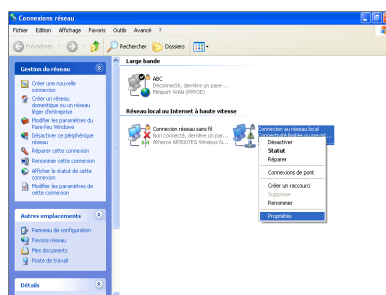 Connexions réseau
Fichier Edition Affichage Favoris Outils Avancé ?
Précédente Rechercher Dossiers
Gestion du réseau
Créer une nouvelle connexion
Créer un réseau domestique ou un réseau léger d'entreprise
Modifier les paramètres du Pare-feu Windows
Désactiver ce périphérique réseau
Réparer cette connexion
Renommer cette connexion
Afficher le statut de cette connexion
Modifier les paramètres de cette connexion
Autres emplacements
Panneau de configuration
Favoris réseau
Mes documents
Poste de travail
Détails
Large bande
ABC
Déconnecté, derrière un pare-...
Miniport WAN (PPPOE)
Réseau local ou Internet à haute vitesse
Connexion réseau sans fil
Non connecté, derrière un par...
Atheros AR5007EG Wireless N...
Connexion au réseau local
Connectivité limitée ou inexis...
Désactiver
Statut
Réparer
Connexions de pont
Créer un raccourci
Supprimer
Renommer
Propriétés